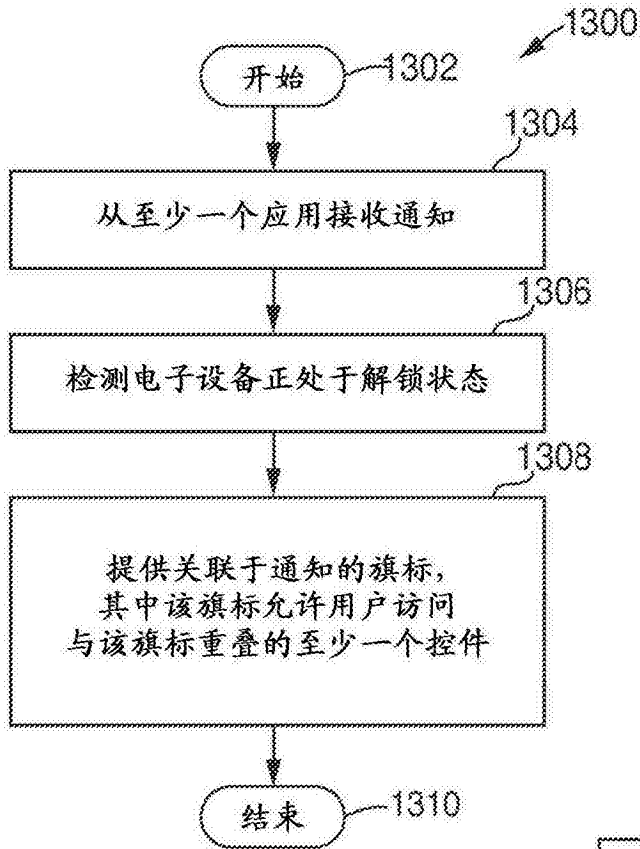 1300
开始
1302
1304
从至少一个应用接收通知
1306
检测电子设备正处于解锁状态
1308
提供关联于通知的旗标，
其中该旗标允许用户访问
与该旗标重叠的至少一个控件
结束
1310